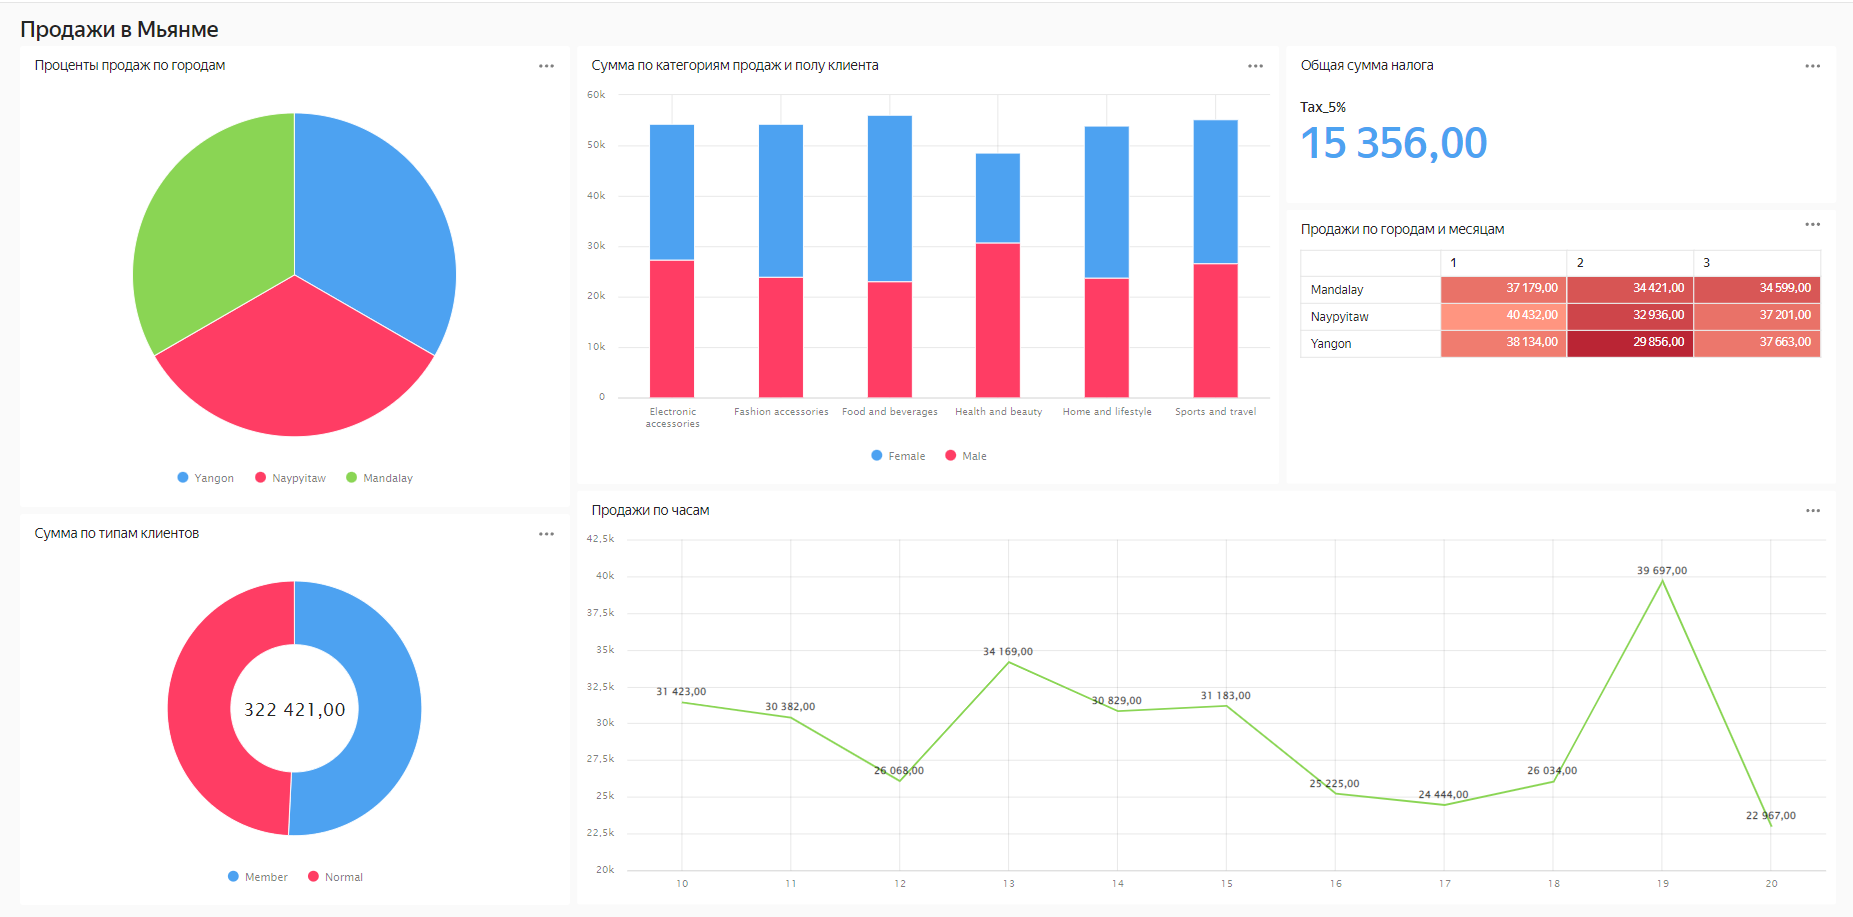 Продажи в Мьянме
Проценты продаж по городам
Yangon Naypyitaw Mandalay
Сумма по категориям продаж и полу клиента
60k
50k
40k
30k
20k
10k
0
Electronic accessories Fashion accessories Food and beverages Health and beauty Home and lifestyle Sports and travel
Female Male
Общая сумма налога
Tax_5%
15 356,00
Продажи по городам и месяцам
1 2 3
Mandalay 37 179,00 34 421,00 34 599,00
Naypyitaw 40 432,00 32 936,00 37 201,00
Yangon 38 134,00 29 856,00 37 663,00
Сумма по типам клиентов
322 421,00
Member Normal
Продажи по часам
42,5k
40k
37,5k
35k
32,5k
30k
27,5k
25k
22,5k
20k
31 423,00 30 382,00 26 068,00 34 169,00 30 829,00 31 183,00 25 225,00 24 444,00 26 034,00 39 697,00 22 967,00
10 11 12 13 14 15 16 17 18 19 20